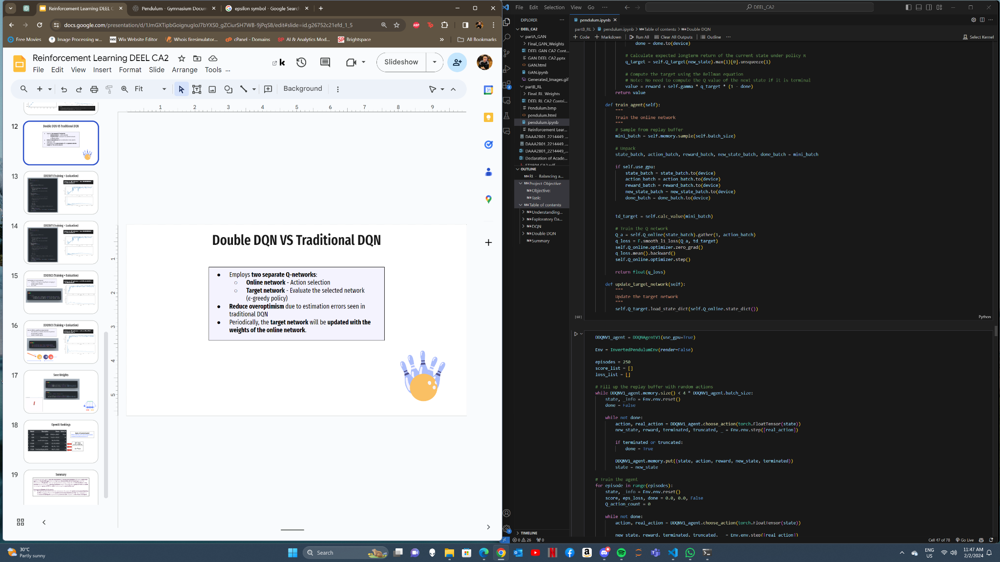 Reinforcement Learning DEEL C
Pendulum - Gymnasium Docum
epsilon symbol - Google Search
docs.google.com/presentation/d/1JmGXTipbGoignugIoJ7bYXS0_gZCiurSH7WB-9jPqS8/edit#slide=id.g26752c21efd_1_5
Free Movies
Image Processing w...
Wix Website Editor
Whois firesimulator...
cPanel - Domains
AI & Analytics Mod...
Brightspace
»
All Bookmarks
Reinforcement Learning DEEL CA2
File Edit View Insert Format Slide Arrange Tools ...
Slideshow
Fit
Background
1 2 3 4 5 6 7 8 9
12
Double DQN VS Traditional DQN
13
DDQNV1 (Training + Evaluation)
14
DDQNV1 (Training + Evaluation)
15
DDQNV2 (Training + Evaluation)
16
DDQNV3 (Training + Evaluation)
17
Save Weights
18
OpenAI Rankings
19
Summary
1
2
3
4
5
Double DQN VS Traditional DQN
● Employs two separate Q-networks:
○ Online network - Action selection
○ Target network - Evaluate the selected network
(ϵ-greedy policy)
● Reduce overoptimism due to estimation errors seen in
traditional DQN
● Periodically, the target network will be updated with the
weights of the online network.
File Edit Selection View Go ...
DEEL_CA2
EXPLORER
DEEL_CA2
partA_GAN
Final_GAN_Weights
DEEL GAN CA2 Cont...
GAN DEEL CA2.pptx
GAN.html
GAN.ipynb
Generated_Images.gif
partB_RL
Final_RL_Weights
DEEL RL CA2 Contri...
Pendulum.bmp
pendulum.html
pendulum.ipynb
Reinforcement Lear...
DAAA2B01_2214449_...
DAAA2B01_2214449_...
DAAA2B01_2214449_...
Declaration of Acade...
ST1504 CA2.pdf
OUTLINE
RL - Balancing a...
Project Objective
Objective:
Task:
Table of contents
Understanding...
Exploratory Da...
DQN
Double DQN
Summary
TIMELINE
pendulum.ipynb
partB_RL > pendulum.ipynb > Table of contents > Double DQN
+ Code + Markdown Run All Clear All Outputs Outline ...
Select Kernel
done = done.to(device)
# Calculate expected longterm return of the current state under policy π
q_target = self.Q_target(new_state).max(1)[0].unsqueeze(1)
# Compute the target using the Bellman equation
# Note: No need to compute the Q value of the next state if it is terminal
value = reward + self.gamma * q_target * (1 - done)
return value
def train_agent(self):
"""
Train the online network
"""
# Sample from replay buffer
mini_batch = self.memory.sample(self.batch_size)
# Unpack
state_batch, action_batch, reward_batch, new_state_batch, done_batch = mini_batch
if self.use_gpu:
state_batch = state_batch.to(device)
action_batch = action_batch.to(device)
reward_batch = reward_batch.to(device)
new_state_batch = new_state_batch.to(device)
done_batch = done_batch.to(device)
td_target = self.calc_value(mini_batch)
# Train the Q network
Q_a = self.Q_online(state_batch).gather(1, action_batch)
q_loss = F.smooth_l1_loss(Q_a, td_target)
self.Q_online.optimizer.zero_grad()
q_loss.mean().backward()
self.Q_online.optimizer.step()
return float(q_loss)
def update_target_network(self):
"""
Update the target network
"""
self.Q_target.load_state_dict(self.Q_online.state_dict())
[68]
Python
DDQNV1_agent = DDQNAgentV1(use_gpu=True)
Env = InvertedPendulumEnv(render=False)
episodes = 250
score_list = []
loss_list = []
# Fill up the replay buffer with random actions
while DDQNV1_agent.memory.size() < 4 * DDQNV1_agent.batch_size:
state, _info = Env.env.reset()
done = False
while not done:
action, real_action = DDQNV1_agent.choose_action(torch.FloatTensor(state))
new_state, reward, terminated, truncated, _ = Env.env.step([real_action])
if terminated or truncated:
done = True
DDQNV1_agent.memory.put((state, action, reward, new_state, terminated))
state = new_state
# Train the agent
for episode in range(episodes):
state, _info = Env.env.reset()
score, eps_loss, done = 0.0, 0.0, False
Q_action_count = 0
while not done:
action, real_action = DDQNV1_agent.choose_action(torch.FloatTensor(state))
new_state, reward, terminated, truncated, _ = Env.env.step([real_action])
0 26 0
Cell 47 of 78
Go Live
30°C
Partly sunny
Search
ENG
US
11:47 AM
2/2/2024